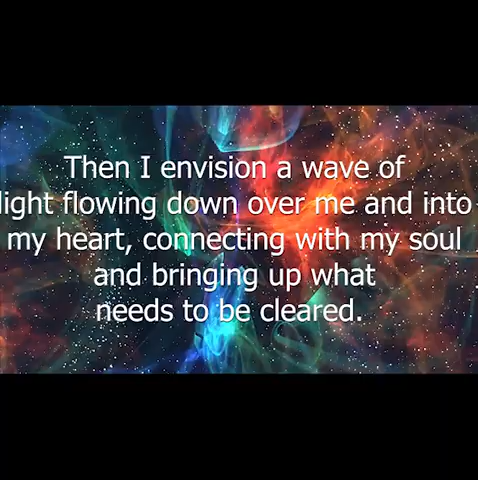 Then I envision a wave of
light flowing down over me and into
my heart, connecting with my soul
and bringing up what
needs to be cleared.